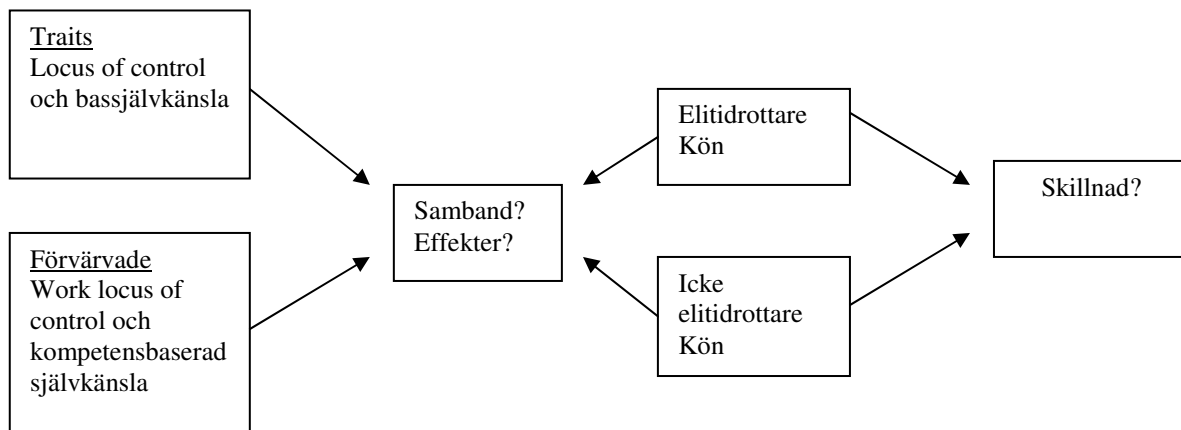 Traits
Locus of control
och bassjälvkänsla
Förvärvade
Work locus of
control och
kompetensbaserad
självkänsla
Samband?
Effekter?
Elitidrottare
Kön
Icke
elitidrottare
Kön
Skillnad?